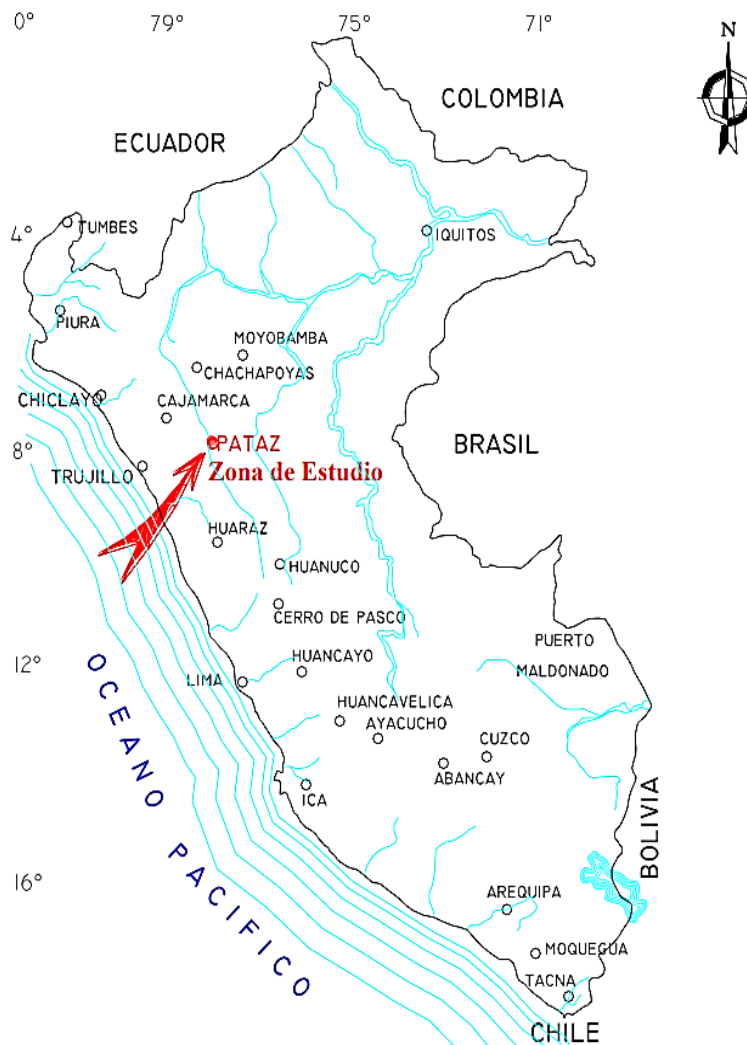 0° 79° 75° 71°
N
COLOMBIA
ECUADOR
TUMBES
4°
IQUITOS
PIURA
MOYOBAMBA
CHACHAPOYAS
CHICLAYO
CAJAMARCA
PATAZ
BRASIL
8°
Zona de Estudio
TRUJILLO
HUARAZ
HUANUCO
CERRO DE PASCO
PUERTO
MALDONADO
12°
HUANCAYO
LIMA
HUANCAVELICA
AYACUCHO
CUZCO
ABANCAY
ICA
OCEANO PACIFICO
BOLIVIA
16°
AREQUIPA
MOQUEGUA
TACNA
CHILE